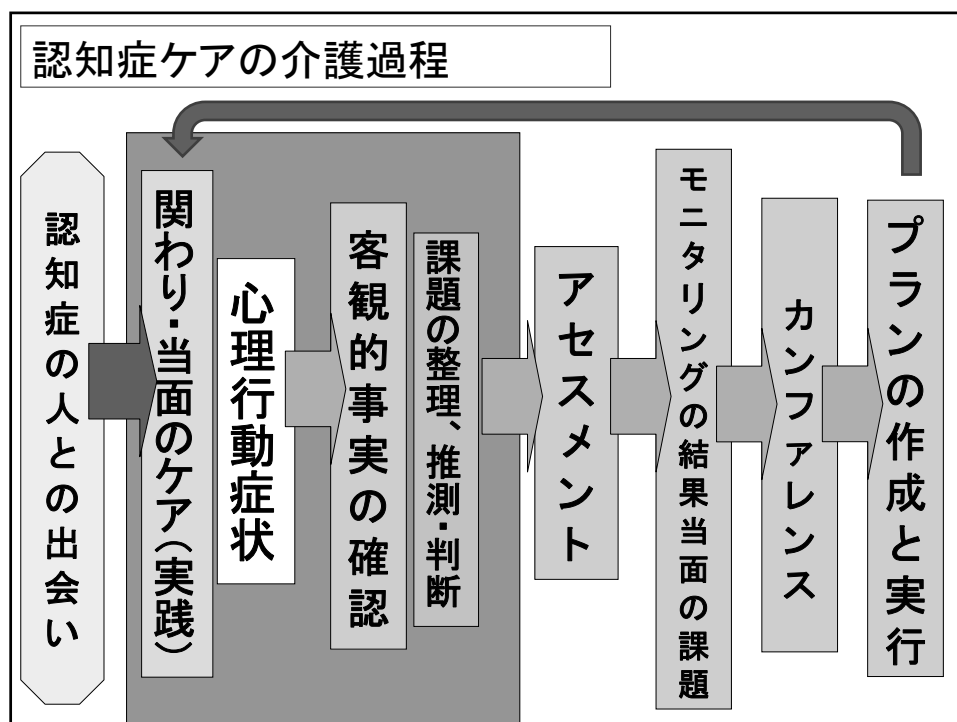 認知症ケアの介護過程
認知症の人との出会い
関わり・当面のケア（実践）
心理行動症状
客観的事実の確認
課題の整理、推測・判断
アセスメント
モニタリングの結果当面の課題
カンファレンス
プランの作成と実行